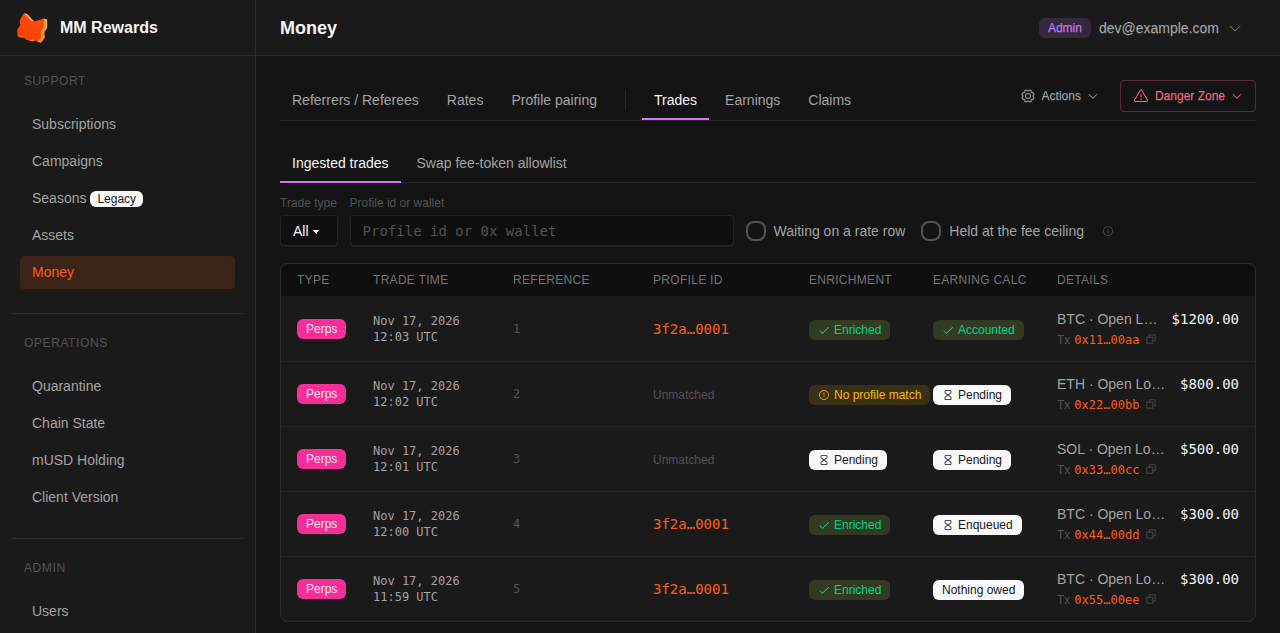 MM Rewards
Money
Admin
dev@example.com
SUPPORT
Subscriptions
Campaigns
Seasons Legacy
Assets
Money
OPERATIONS
Quarantine
Chain State
mUSD Holding
Client Version
ADMIN
Users
Referrers / Referees
Rates
Profile pairing
Trades
Earnings
Claims
Actions
Danger Zone
Ingested trades
Swap fee-token allowlist
Trade type
Profile id or wallet
All
Profile id or 0x wallet
Waiting on a rate row
Held at the fee ceiling
TYPE TRADE TIME REFERENCE PROFILE ID ENRICHMENT EARNING CALC DETAILS
Perps Nov 17, 2026 12:03 UTC 1 3f2a…0001 Enriched Accounted BTC · Open L… $1200.00
Tx 0x11…00aa
Perps Nov 17, 2026 12:02 UTC 2 Unmatched No profile match Pending ETH · Open Lo… $800.00
Tx 0x22…00bb
Perps Nov 17, 2026 12:01 UTC 3 Unmatched Pending Pending SOL · Open Lo… $500.00
Tx 0x33…00cc
Perps Nov 17, 2026 12:00 UTC 4 3f2a…0001 Enriched Enqueued BTC · Open Lo… $300.00
Tx 0x44…00dd
Perps Nov 17, 2026 11:59 UTC 5 3f2a…0001 Enriched Nothing owed BTC · Open Lo… $300.00
Tx 0x55…00ee